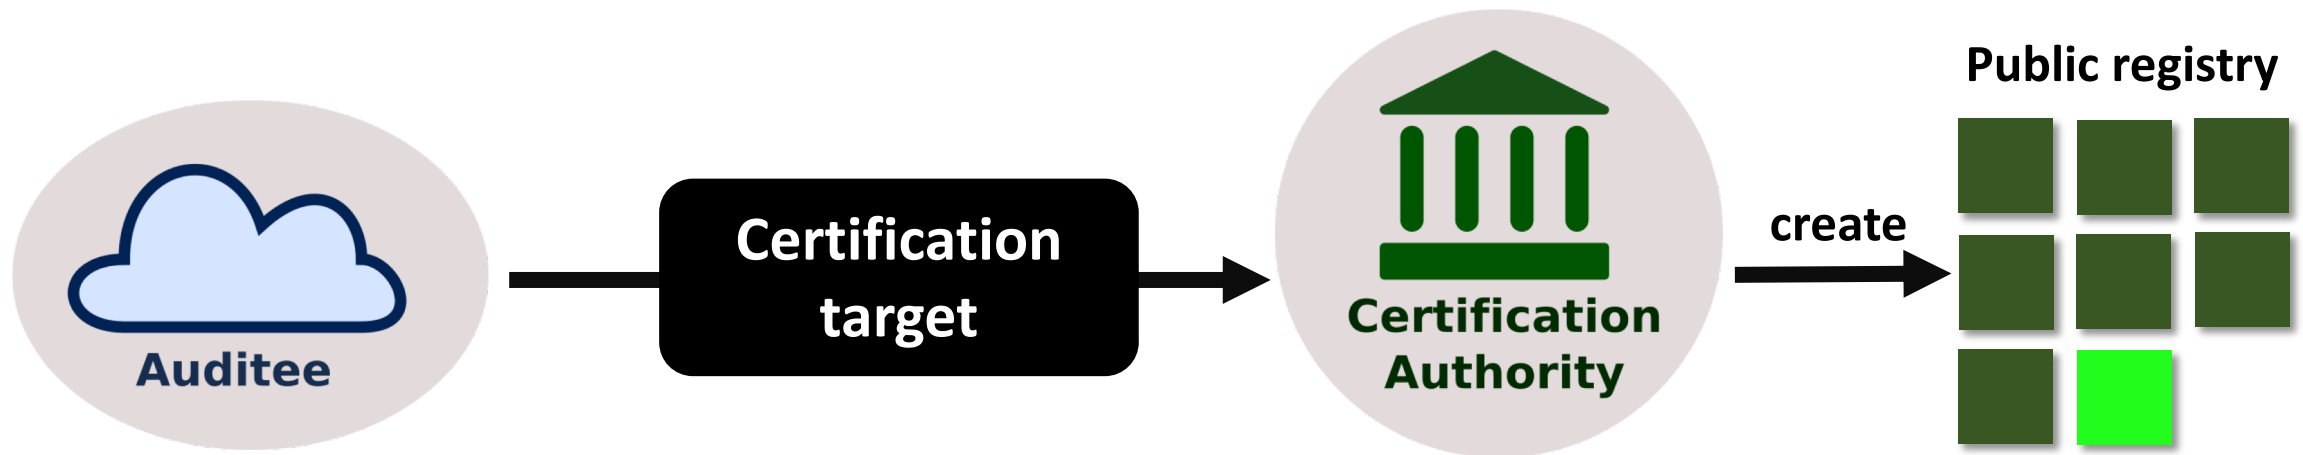 Auditee
Certification
target
Certification
Authority
create
Public registry